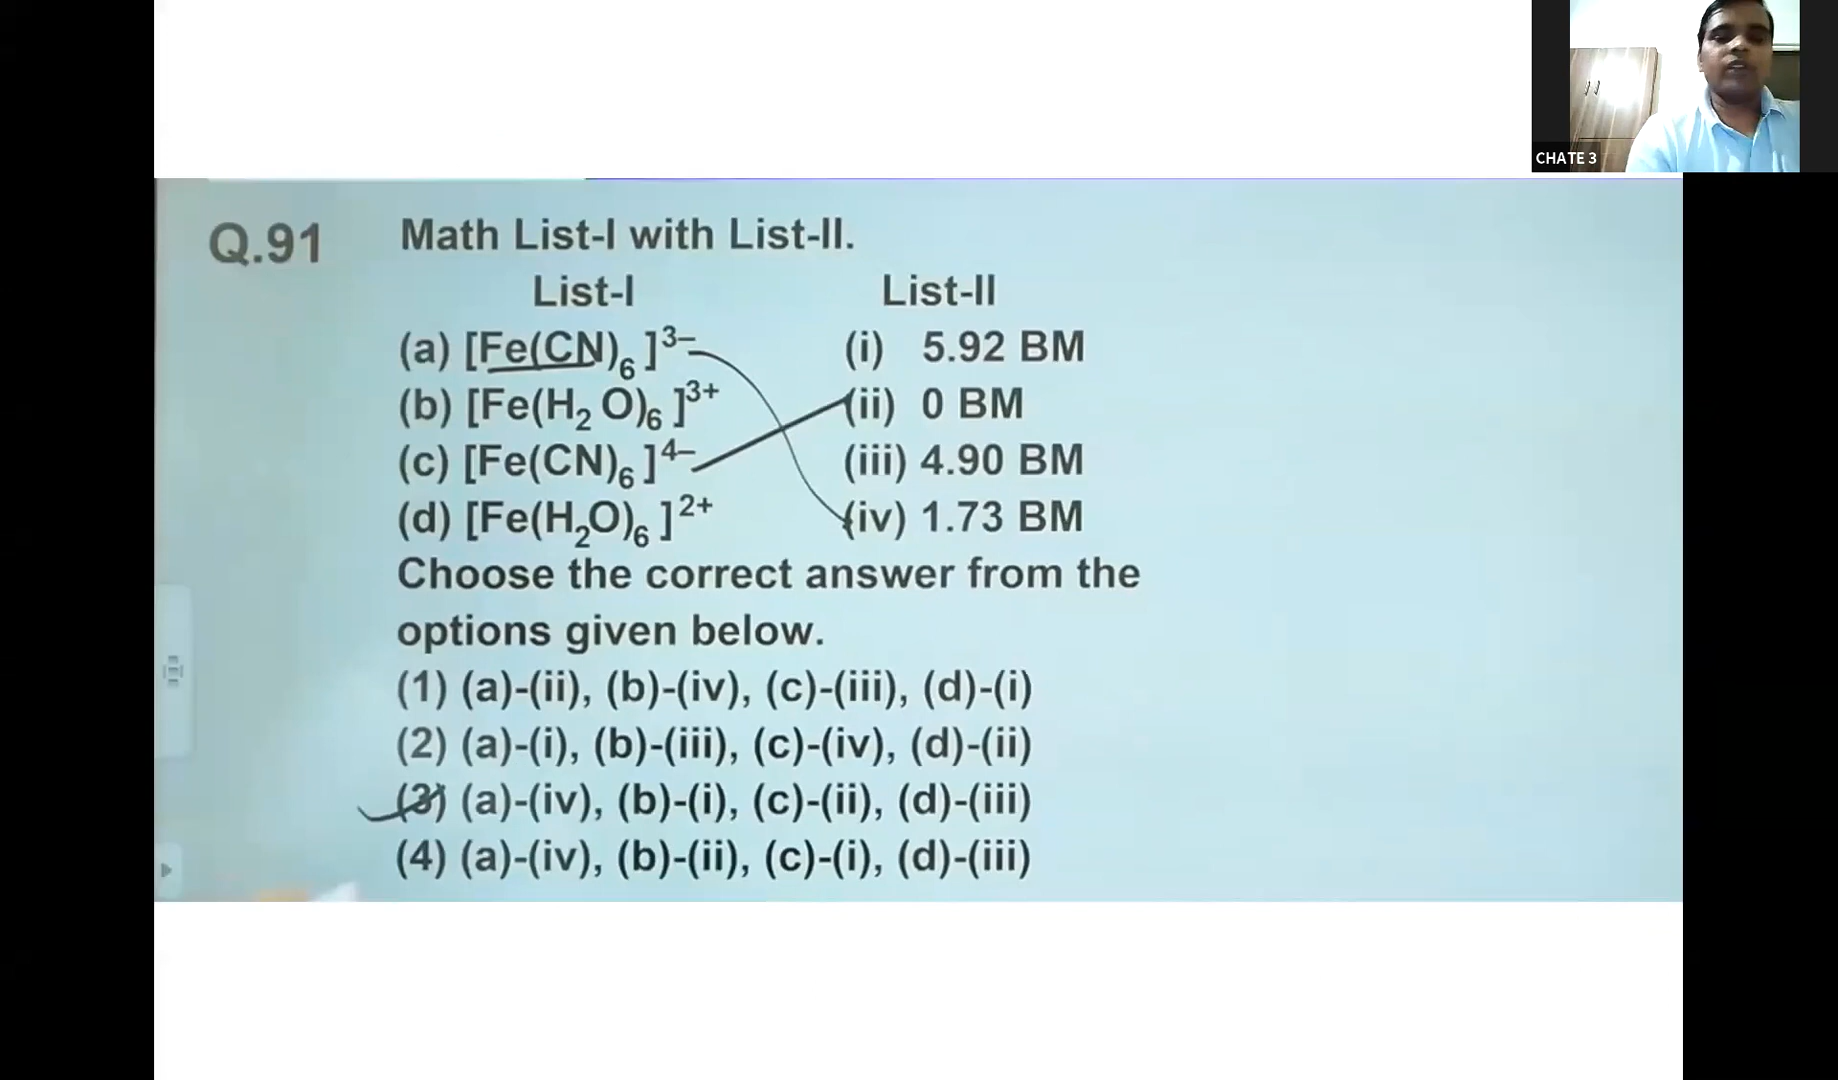 CHATE 3
Q.91 Math List-I with List-II.
List-I List-II
(a) [Fe(CN)₆]³⁻ (i) 5.92 BM
(b) [Fe(H₂O)₆]³⁺ (ii) 0 BM
(c) [Fe(CN)₆]⁴⁻ (iii) 4.90 BM
(d) [Fe(H₂O)₆]²⁺ (iv) 1.73 BM
Choose the correct answer from the
options given below.
(1) (a)-(ii), (b)-(iv), (c)-(iii), (d)-(i)
(2) (a)-(i), (b)-(iii), (c)-(iv), (d)-(ii)
(3) (a)-(iv), (b)-(i), (c)-(ii), (d)-(iii)
(4) (a)-(iv), (b)-(ii), (c)-(i), (d)-(iii)